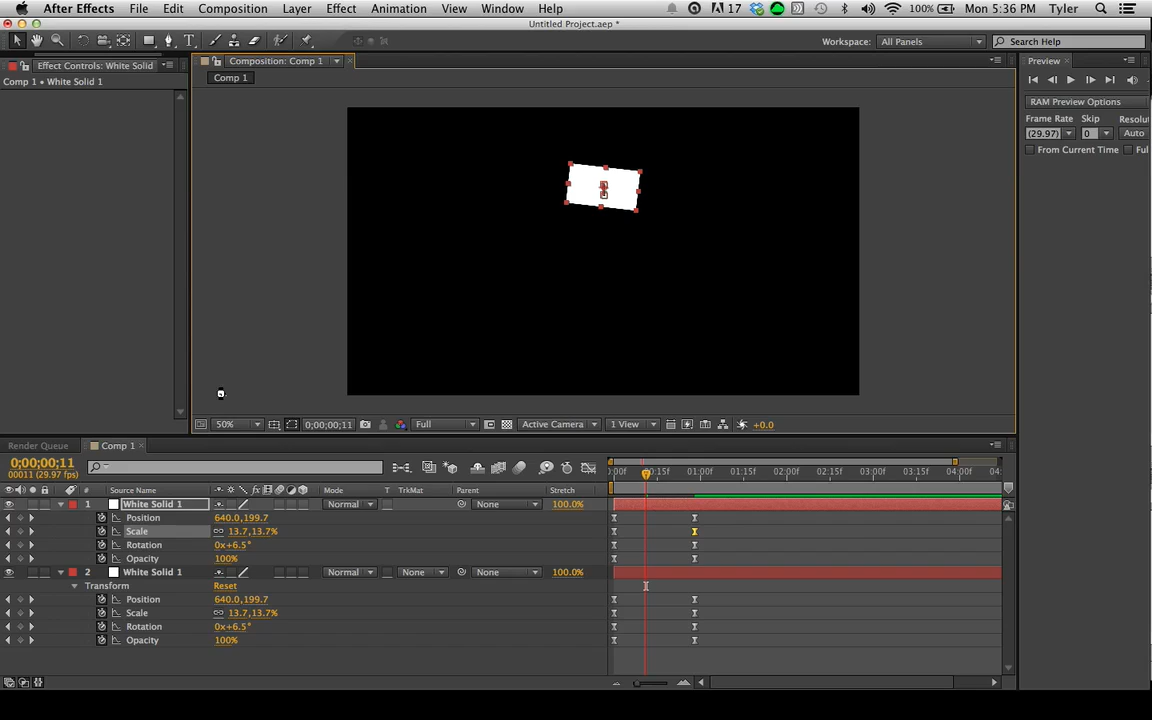 After Effects File Edit Composition Layer Effect Animation View Window Help 17 100% Mon 5:36 PM Tyler
Untitled Project.aep *
T Workspace: All Panels Search Help
Effect Controls: White Solid
Comp 1 • White Solid 1
Composition: Comp 1
Comp 1
Preview
RAM Preview Options
Frame Rate Skip Resolu
(29.97) 0 Auto
From Current Time Ful
50% 0;00;00;11 Full Active Camera 1 View +0.0
Render Queue Comp 1
0;00;00;11
00011 (29.97 fps)
:00f 00:15f 01:00f 01:15f 02:00f 02:15f 03:00f 03:15f 04:00f 04:
# Source Name fx Mode T TrkMat Parent Stretch
1 White Solid 1 Normal None 100.0%
Position 640.0,199.7
Scale 13.7,13.7%
Rotation 0x+6.5°
Opacity 100%
2 White Solid 1 Normal None None 100.0%
Transform Reset
Position 640.0,199.7
Scale 13.7,13.7%
Rotation 0x+6.5°
Opacity 100%